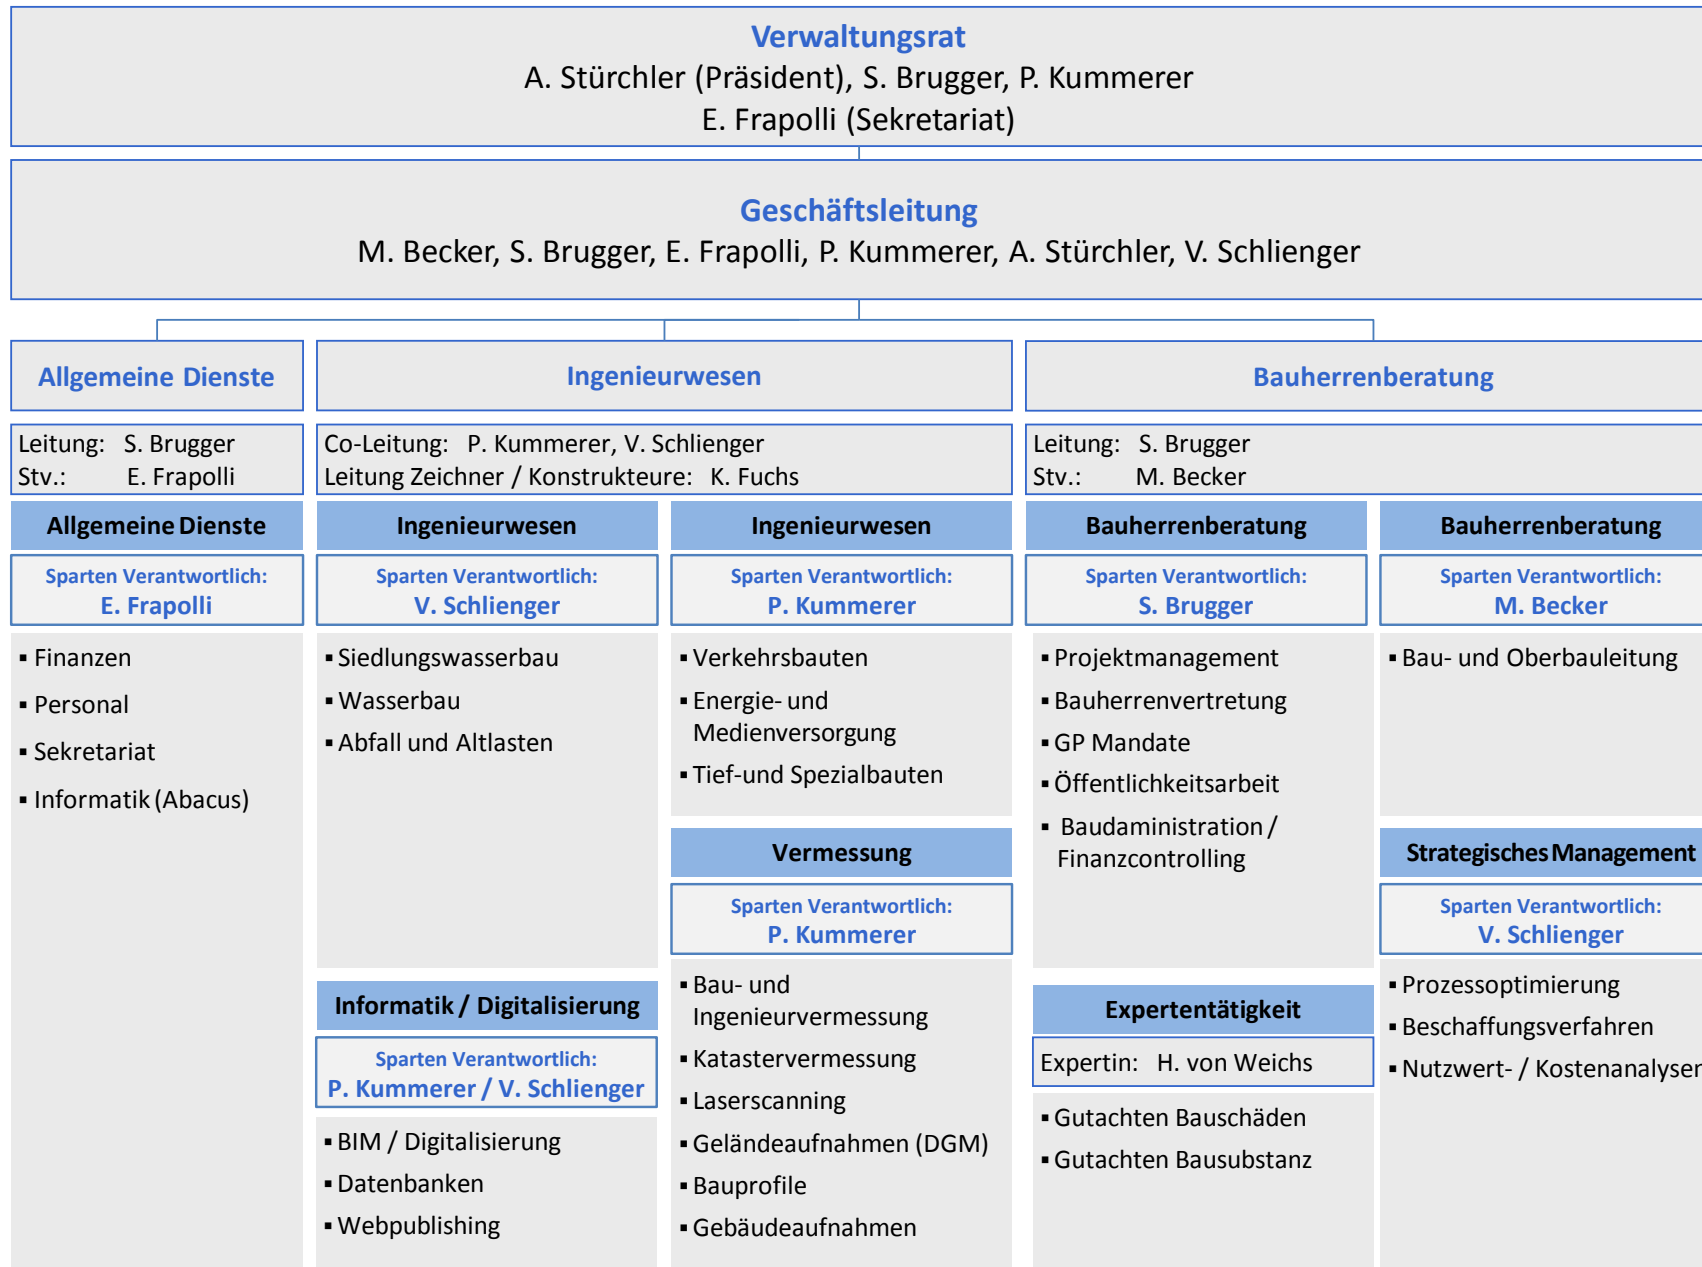 Verwaltungsrat
A. Stürchler (Präsident), S. Brugger, P. Kummerer
E. Frapolli (Sekretariat)
Geschäftsleitung
M. Becker, S. Brugger, E. Frapolli, P. Kummerer, A. Stürchler, V. Schlienger
Allgemeine Dienste
Leitung: S. Brugger
Stv.: E. Frapolli
Allgemeine Dienste
Sparten Verantwortlich:
E. Frapolli
▪ Finanzen
▪ Personal
▪ Sekretariat
▪ Informatik (Abacus)
Ingenieurwesen
Co-Leitung: P. Kummerer, V. Schlienger
Leitung Zeichner / Konstrukteure: K. Fuchs
Ingenieurwesen
Sparten Verantwortlich:
V. Schlienger
▪ Siedlungswasserbau
▪ Wasserbau
▪ Abfall und Altlasten
Informatik / Digitalisierung
Sparten Verantwortlich:
P. Kummerer / V. Schlienger
▪ BIM / Digitalisierung
▪ Datenbanken
▪ Webpublishing
Ingenieurwesen
Sparten Verantwortlich:
P. Kummerer
▪ Verkehrsbauten
▪ Energie- und
Medienversorgung
▪ Tief-und Spezialbauten
Vermessung
Sparten Verantwortlich:
P. Kummerer
▪ Bau- und
Ingenieurvermessung
▪ Katastervermessung
▪ Laserscanning
▪ Geländeaufnahmen (DGM)
▪ Bauprofile
▪ Gebäudeaufnahmen
Bauherrenberatung
Leitung: S. Brugger
Stv.: M. Becker
Bauherrenberatung
Sparten Verantwortlich:
S. Brugger
▪ Projektmanagement
▪ Bauherrenvertretung
▪ GP Mandate
▪ Öffentlichkeitsarbeit
▪ Baudaministration /
Finanzcontrolling
Expertentätigkeit
Expertin: H. von Weichs
▪ Gutachten Bauschäden
▪ Gutachten Bausubstanz
Bauherrenberatung
Sparten Verantwortlich:
M. Becker
▪ Bau- und Oberbauleitung
Strategisches Management
Sparten Verantwortlich:
V. Schlienger
▪ Prozessoptimierung
▪ Beschaffungsverfahren
▪ Nutzwert- / Kostenanalysen